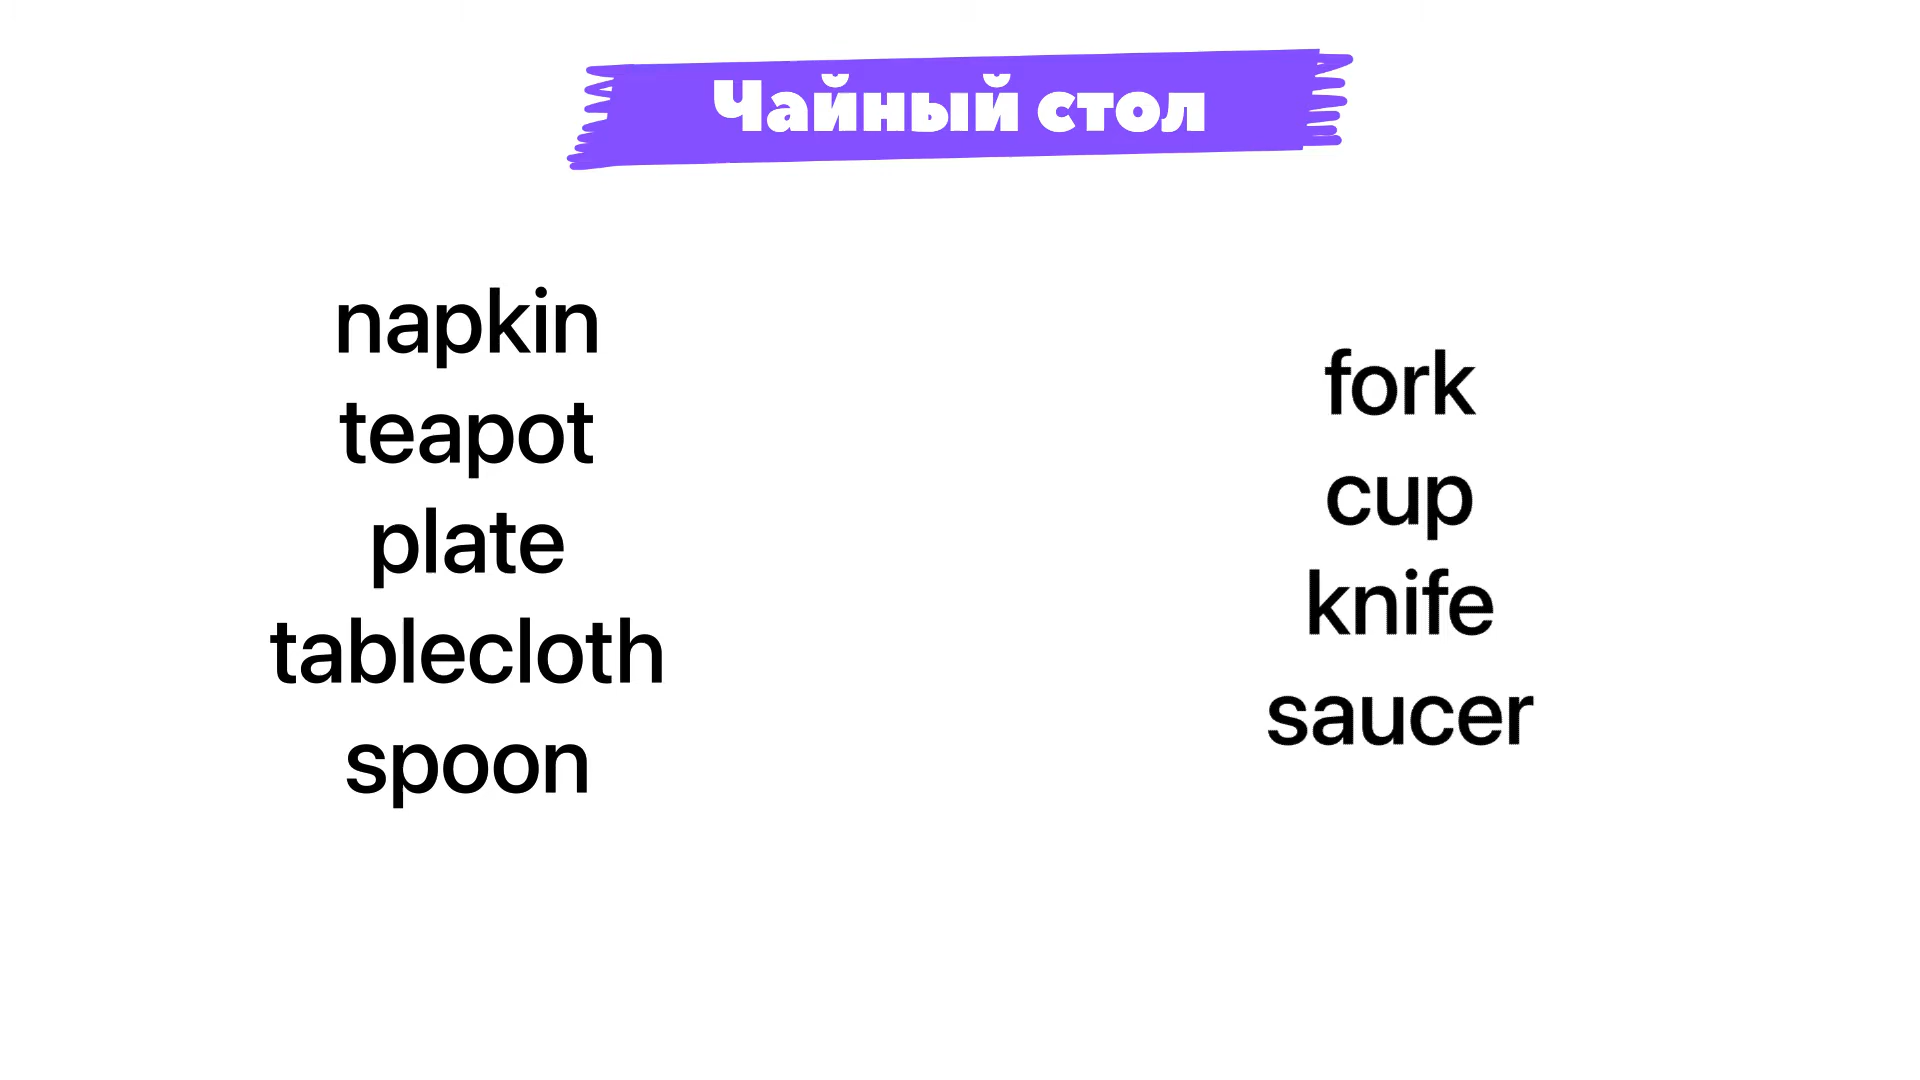 Чайный стол
napkin
teapot
plate
tablecloth
spoon
fork
cup
knife
saucer